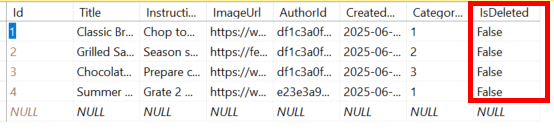 Id Title Instructi... ImageUrl AuthorId Created... Categor... IsDeleted
1 Classic Br... Chop to... https://w... df1c3a0f... 2025-06-... 1 False
2 Grilled Sa... Season s... https://fe... df1c3a0f... 2025-06-... 2 False
3 Chocolat... Prepare c... https://w... df1c3a0f... 2025-06-... 3 False
4 Summer ... Grate 2 ... https://w... e23e3a9... 2025-06-... 1 False
NULL NULL NULL NULL NULL NULL NULL NULL